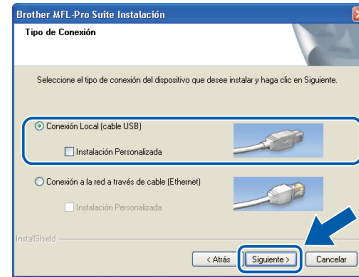 Brother MFL-Pro Suite Instalación
Tipo de Conexión
Seleccione el tipo de conexión del dispositivo que desee instalar y haga clic en Siguiente.
Conexión Local (cable USB)
Instalación Personalizada
Conexión a la red a través de cable (Ethernet)
Instalación Personalizada
InstallShield
< Atrás
Siguiente >
Cancelar